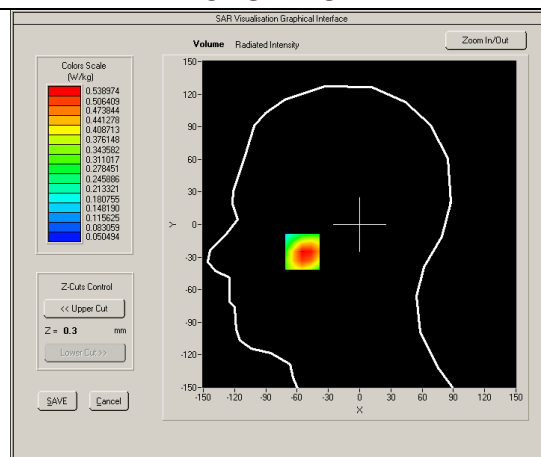 SAR Visualisation Graphical Interface
Volume Radiated Intensity
Zoom In/Out
Colors Scale
(W/kg)
0.538974
0.506409
0.473844
0.441278
0.408713
0.376148
0.343582
0.311017
0.278451
0.245886
0.213321
0.180755
0.148190
0.115625
0.083059
0.050494
Z-Cuts Control
<< Upper Cut
Z = 0.3 mm
Lower Cut >>
SAVE Cancel
150
120
90
60
30
0
-30
-60
-90
-120
-150
Y
-150 -120 -90 -60 -30 0 30 60 90 120 150
X